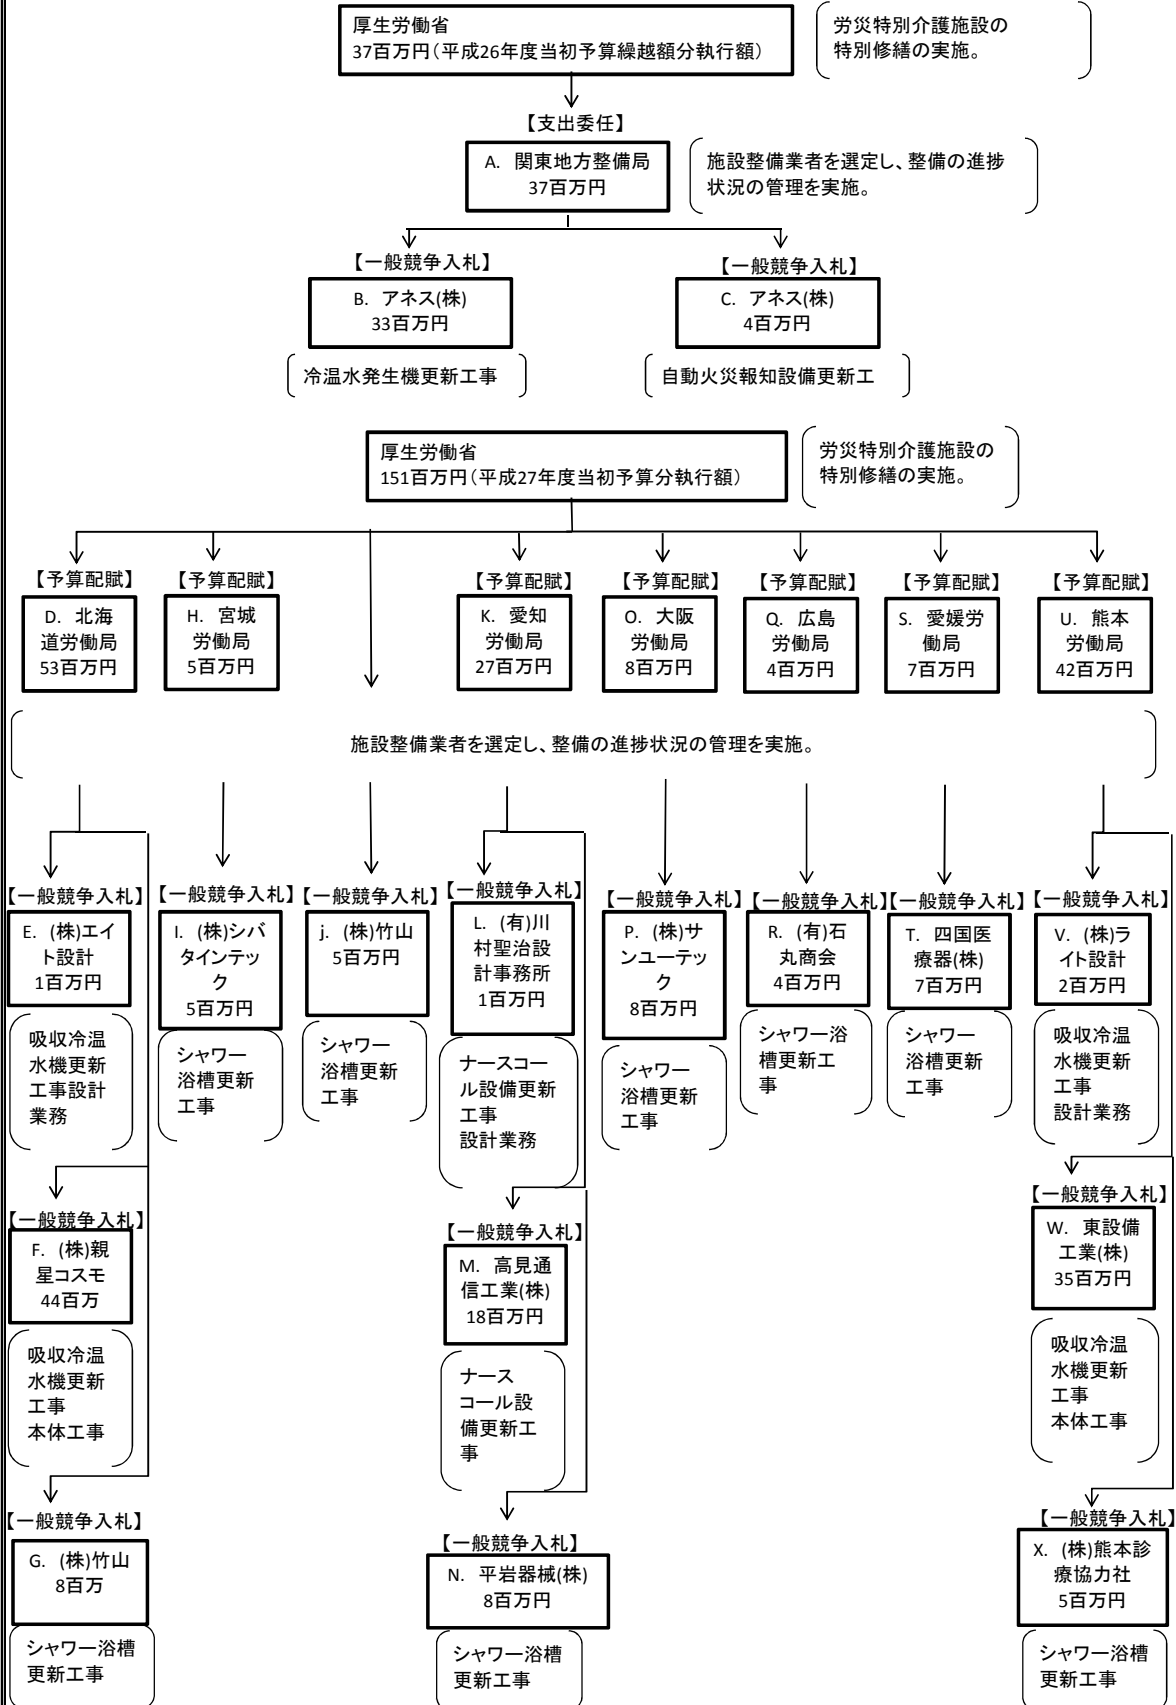 厚生労働省
37百万円（平成26年度当初予算繰越額分執行額）
労災特別介護施設の
特別修繕の実施。
【支出委任】
A. 関東地方整備局
37百万円
施設整備業者を選定し、整備の進捗
状況の管理を実施。
【一般競争入札】
B. アネス(株)
33百万円
冷温水発生機更新工事
【一般競争入札】
C. アネス(株)
4百万円
自動火災報知設備更新工
厚生労働省
151百万円（平成27年度当初予算分執行額）
労災特別介護施設の
特別修繕の実施。
【予算配賦】
D. 北海
道労働局
53百万円
【予算配賦】
H. 宮城
労働局
5百万円
【予算配賦】
K. 愛知
労働局
27百万円
【予算配賦】
O. 大阪
労働局
8百万円
【予算配賦】
Q. 広島
労働局
4百万円
【予算配賦】
S. 愛媛労
働局
7百万円
【予算配賦】
U. 熊本
労働局
42百万円
施設整備業者を選定し、整備の進捗状況の管理を実施。
【一般競争入札】
E. (株)エイ
ト設計
1百万円
吸収冷温
水機更新
工事設計
業務
【一般競争入札】
I. (株)シバ
タインテッ
ク
5百万円
シャワー
浴槽更新
工事
【一般競争入札】
j. (株)竹山
5百万円
シャワー
浴槽更新
工事
【一般競争入札】
L. (有)川
村聖治設
計事務所
1百万円
ナースコー
ル設備更新
工事
設計業務
【一般競争入札】
P. (株)サ
ンユーテッ
ク
8百万円
シャワー
浴槽更新
工事
【一般競争入札】
R. (有)石
丸商会
4百万円
シャワー浴
槽更新工
事
【一般競争入札】
T. 四国医
療器(株)
7百万円
シャワー
浴槽更新
工事
【一般競争入札】
V. (株)ラ
イト設計
2百万円
吸収冷温
水機更新
工事
設計業務
【一般競争入札】
F. (株)親
星コスモ
44百万
吸収冷温
水機更新
工事
本体工事
【一般競争入札】
M. 高見通
信工業(株)
18百万円
ナース
コール設
備更新工
事
【一般競争入札】
W. 東設備
工業(株)
35百万円
吸収冷温
水機更新
工事
本体工事
【一般競争入札】
G. (株)竹山
8百万
シャワー浴槽
更新工事
【一般競争入札】
N. 平岩器械(株)
8百万円
シャワー浴槽
更新工事
【一般競争入札】
X. (株)熊本診
療協力社
5百万円
シャワー浴槽
更新工事